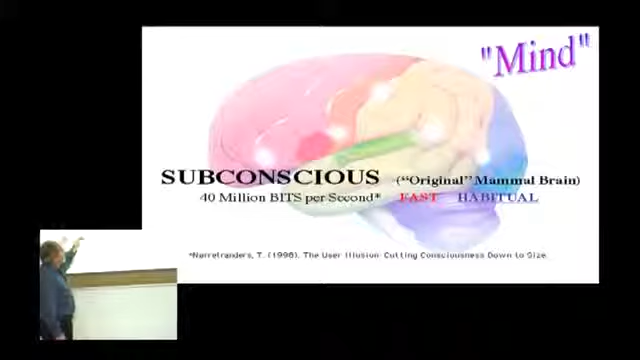 "Mind"
SUBCONSCIOUS ("Original" Mammal Brain)
40 Million BITS per Second* FAST HABITUAL
*Nørretranders, T. (1998). The User Illusion: Cutting Consciousness Down to Size.